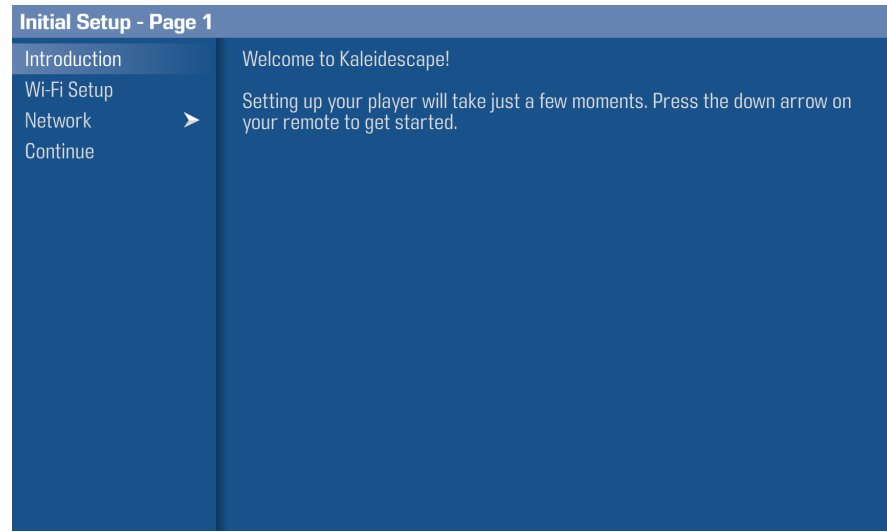 Initial Setup - Page 1
Introduction
Wi-Fi Setup
Network
Continue
Welcome to Kaleidescape!
Setting up your player will take just a few moments. Press the down arrow on
your remote to get started.